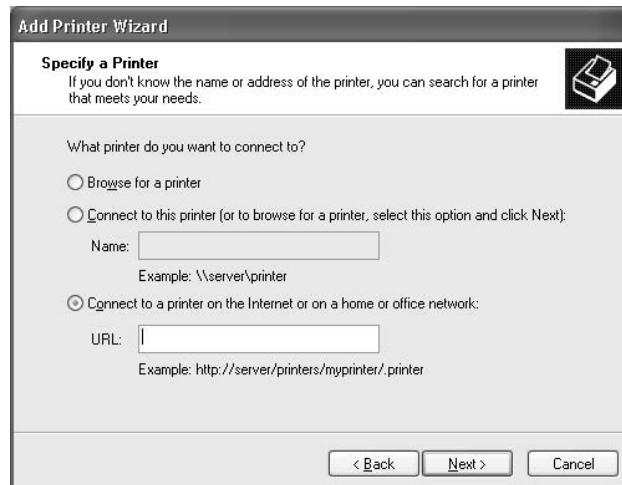 Add Printer Wizard
Specify a Printer
If you don't know the name or address of the printer, you can search for a printer
that meets your needs.
What printer do you want to connect to?
Browse for a printer
Connect to this printer (or to browse for a printer, select this option and click Next):
Name:
Example: \\server\printer
Connect to a printer on the Internet or on a home or office network:
URL:
Example: http://server/printers/myprinter/.printer
< Back Next > Cancel